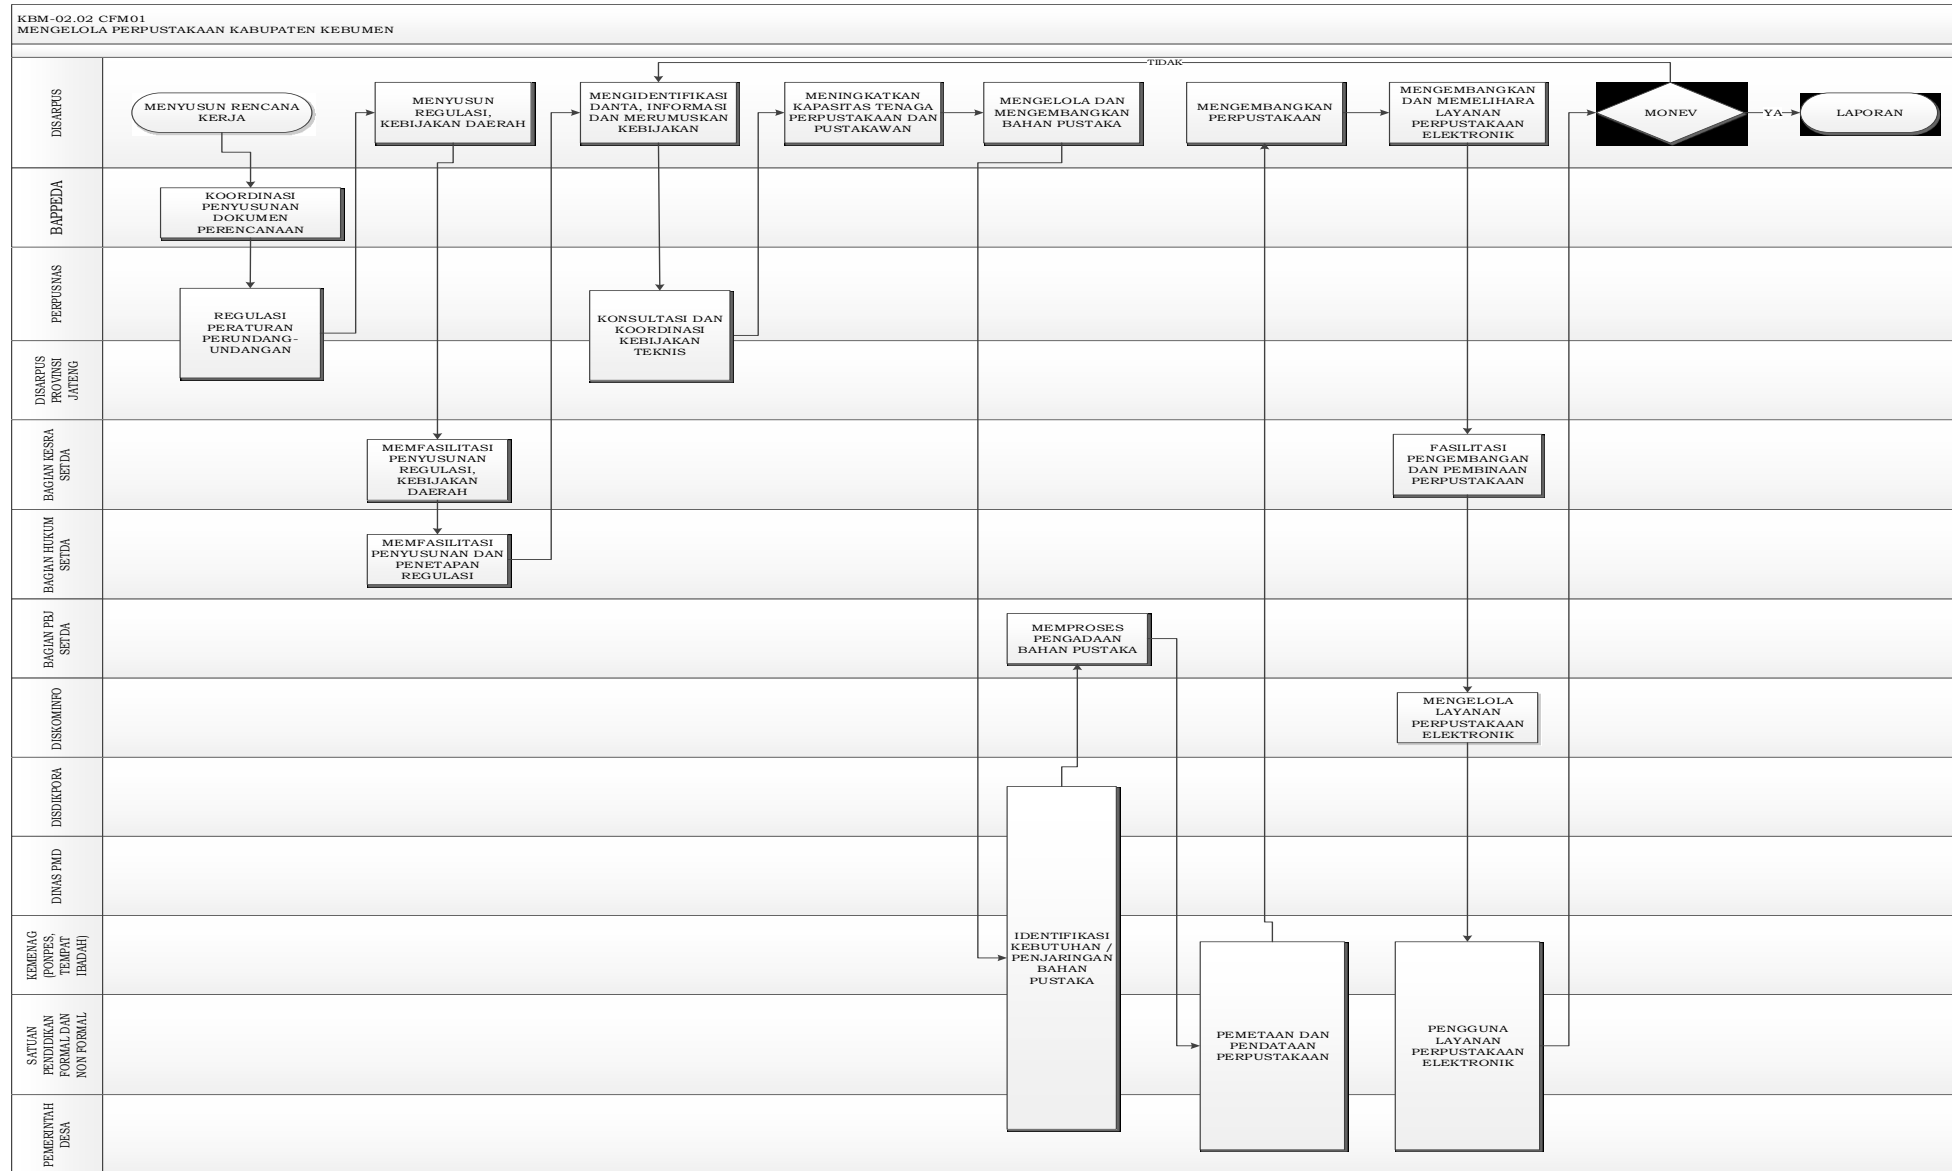 KBM-02.02 CFM01
MENGELOLA PERPUSTAKAAN KABUPATEN KEBUMEN
DISARPUS
MENYUSUN RENCANA
KERJA
MENYUSUN
REGULASI,
KEBIJAKAN DAERAH
MENGIDENTIFIKASI
DANTA, INFORMASI
DAN MERUMUSKAN
KEBIJAKAN
MENINGKATKAN
KAPASITAS TENAGA
PERPUSTAKAAN DAN
PUSTAKAWAN
MENGELOLA DAN
MENGEMBANGKAN
BAHAN PUSTAKA
MENGEMBANGKAN
PERPUSTAKAAN
MENGEMBANGKAN
DAN MEMELIHARA
LAYANAN
PERPUSTAKAAN
ELEKTRONIK
TIDAK
MONEV
YA
LAPORAN
BAPPEDA
KOORDINASI
PENYUSUNAN
DOKUMEN
PERENCANAAN
PERPUSNAS
REGULASI
PERATURAN
PERUNDANG-
UNDANGAN
KONSULTASI DAN
KOORDINASI
KEBIJAKAN
TEKNIS
DISARPUS
PROVINSI
JATENG
BAGIAN KESRA
SETDA
MEMFASILITASI
PENYUSUNAN
REGULASI,
KEBIJAKAN
DAERAH
FASILITASI
PENGEMBANGAN
DAN PEMBINAAN
PERPUSTAKAAN
BAGIAN HUKUM
SETDA
MEMFASILITASI
PENYUSUNAN DAN
PENETAPAN
REGULASI
BAGIAN PBJ
SETDA
MEMPROSES
PENGADAAN
BAHAN PUSTAKA
DISKOMINFO
MENGELOLA
LAYANAN
PERPUSTAKAAN
ELEKTRONIK
DISDIKPORA
DINAS PMD
KEMENAG
(PONPES,
TEMPAT
IBADAH)
IDENTIFIKASI
KEBUTUHAN /
PENJARINGAN
BAHAN
PUSTAKA
SATUAN
PENDIDIKAN
FORMAL DAN
NON FORMAL
PEMETAAN DAN
PENDATAAN
PERPUSTAKAAN
PENGGUNA
LAYANAN
PERPUSTAKAAN
ELEKTRONIK
PEMERINTAH
DESA